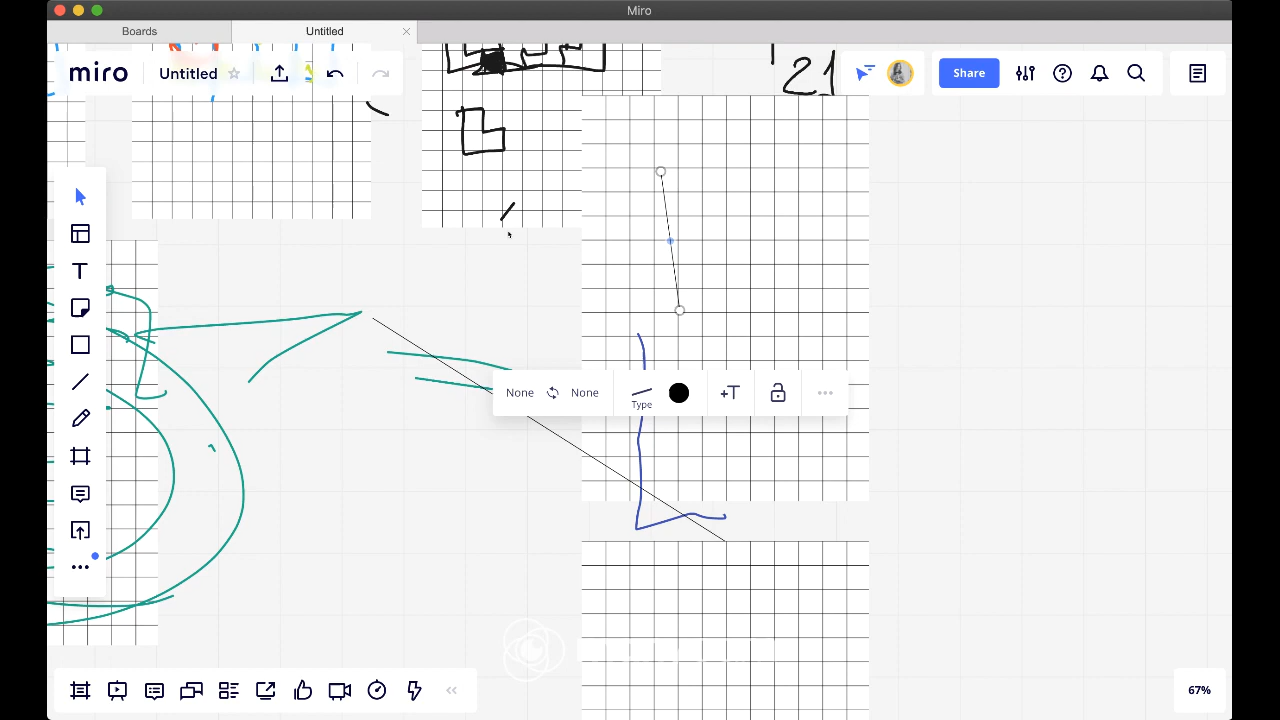 Miro
Boards
Untitled
miro
Untitled
21
Share
T
None
None
Type
+T
67%